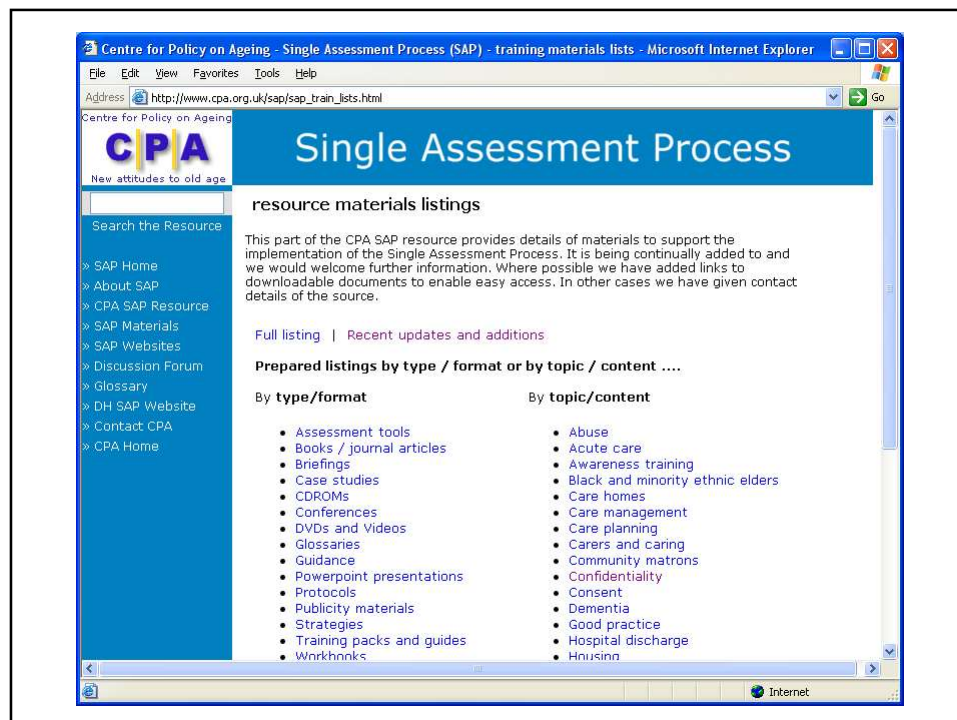 Centre for Policy on Ageing - Single Assessment Process (SAP) - training materials lists - Microsoft Internet Explorer
File Edit View Favorites Tools Help
Address http://www.cpa.org.uk/sap/sap_train_lists.html Go
Centre for Policy on Ageing
CPA
New attitudes to old age
Single Assessment Process
Search the Resource
» SAP Home
» About SAP
» CPA SAP Resource
» SAP Materials
» SAP Websites
» Discussion Forum
» Glossary
» DH SAP Website
» Contact CPA
» CPA Home
resource materials listings
This part of the CPA SAP resource provides details of materials to support the
implementation of the Single Assessment Process. It is being continually added to and
we would welcome further information. Where possible we have added links to
downloadable documents to enable easy access. In other cases we have given contact
details of the source.
Full listing | Recent updates and additions
Prepared listings by type / format or by topic / content ....
By type/format
• Assessment tools
• Books / journal articles
• Briefings
• Case studies
• CDROMs
• Conferences
• DVDs and Videos
• Glossaries
• Guidance
• Powerpoint presentations
• Protocols
• Publicity materials
• Strategies
• Training packs and guides
• Workbooks
By topic/content
• Abuse
• Acute care
• Awareness training
• Black and minority ethnic elders
• Care homes
• Care management
• Care planning
• Carers and caring
• Community matrons
• Confidentiality
• Consent
• Dementia
• Good practice
• Hospital discharge
• Housing
Internet